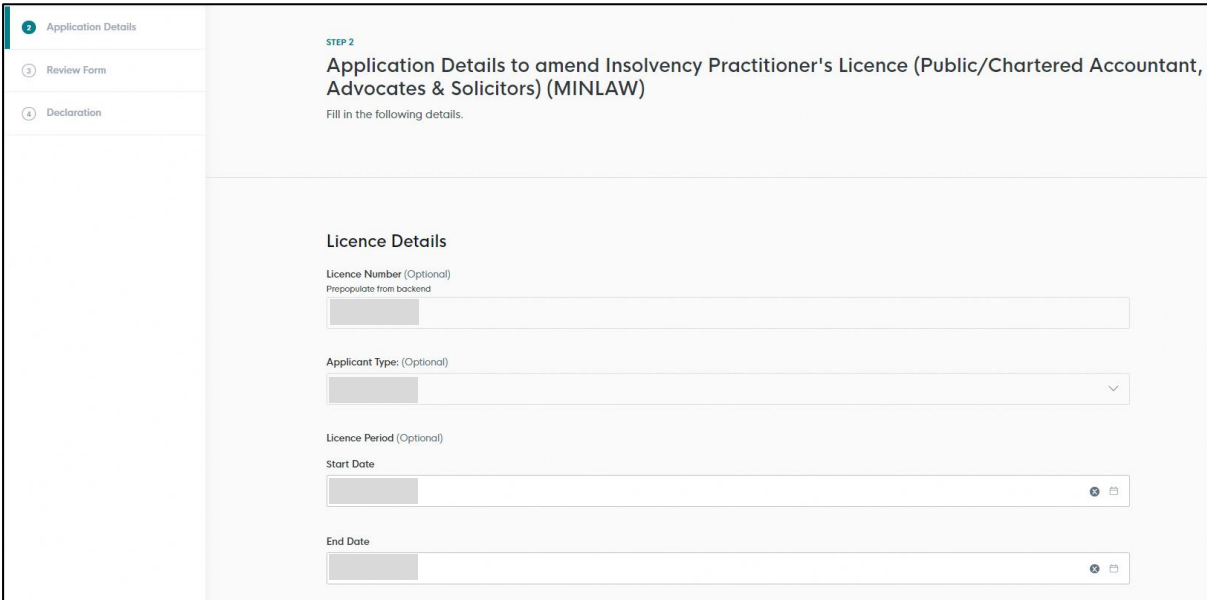 2 Application Details
3 Review Form
4 Declaration
STEP 2
Application Details to amend Insolvency Practitioner's Licence (Public/Chartered Accountant,
Advocates & Solicitors) (MINLAW)
Fill in the following details.
Licence Details
Licence Number (Optional)
Prepopulate from backend
Applicant Type: (Optional)
Licence Period (Optional)
Start Date
End Date